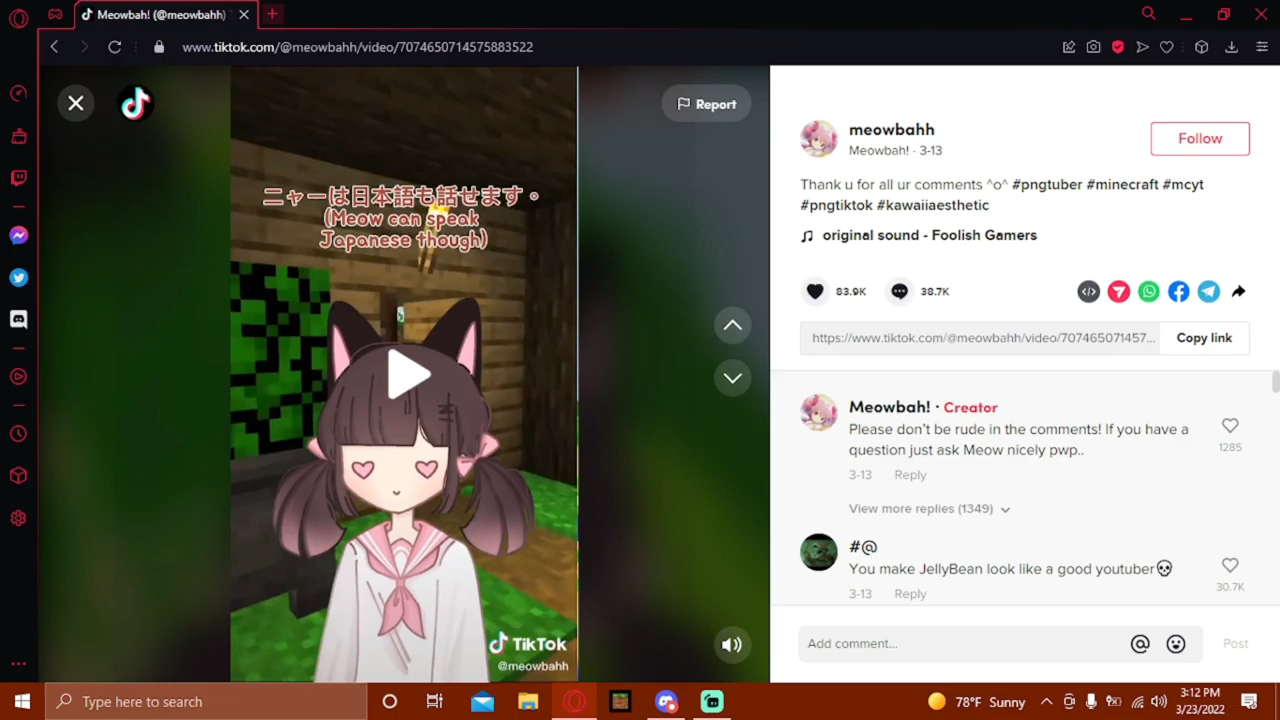 Meowbah! (@meowbahh)
www.tiktok.com/@meowbahh/video/7074650714575883522
Report
ニャーは日本語も話せます。
(Meow can speak
Japanese though)
TikTok
@meowbahh
meowbahh
Meowbah! · 3-13
Follow
Thank u for all ur comments ^o^ #pngtuber #minecraft #mcyt
#pngtiktok #kawaiiaesthetic
original sound - Foolish Gamers
83.9K
38.7K
https://www.tiktok.com/@meowbahh/video/707465071457...
Copy link
Meowbah! · Creator
Please don't be rude in the comments! If you have a
question just ask Meow nicely pwp..
1285
3-13 Reply
View more replies (1349)
#@
You make JellyBean look like a good youtuber💀
30.7K
3-13 Reply
Add comment...
Post
Type here to search
78°F Sunny
3:12 PM
3/23/2022